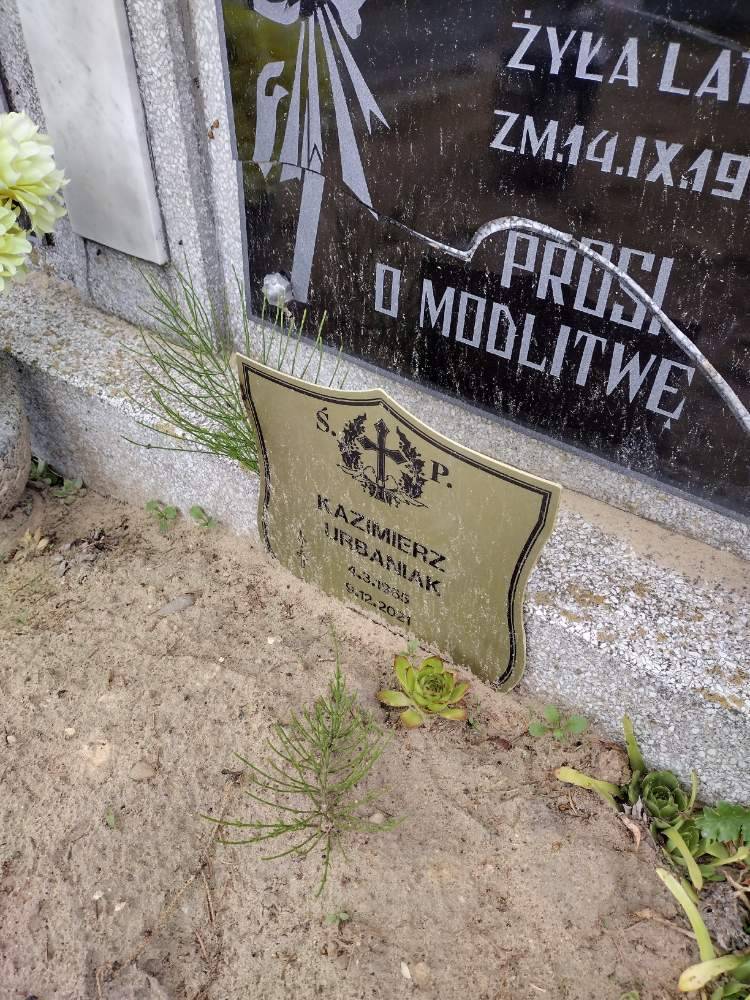 ŻYŁA LAT
ZM.14.IX.19
PROSI
O MODLITWĘ
Ś. P.
KAZIMIERZ
URBANIAK
9.12.2021